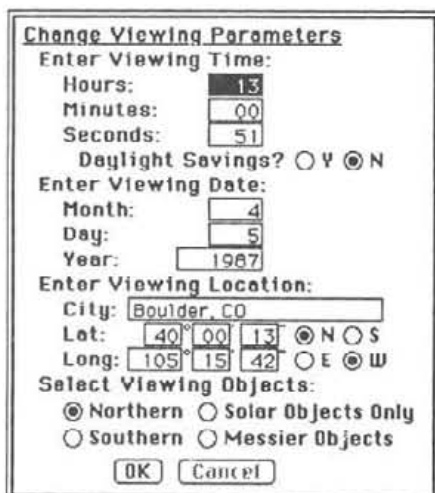 Change Viewing Parameters
Enter Viewing Time:
Hours: 13
Minutes: 00
Seconds: 51
Daylight Savings? Y N
Enter Viewing Date:
Month: 4
Day: 5
Year: 1987
Enter Viewing Location:
City: Boulder, CO
Lat: 40° 00' 13" N S
Long: 105° 15' 42" E W
Select Viewing Objects:
Northern Solar Objects Only
Southern Messier Objects
OK Cancel